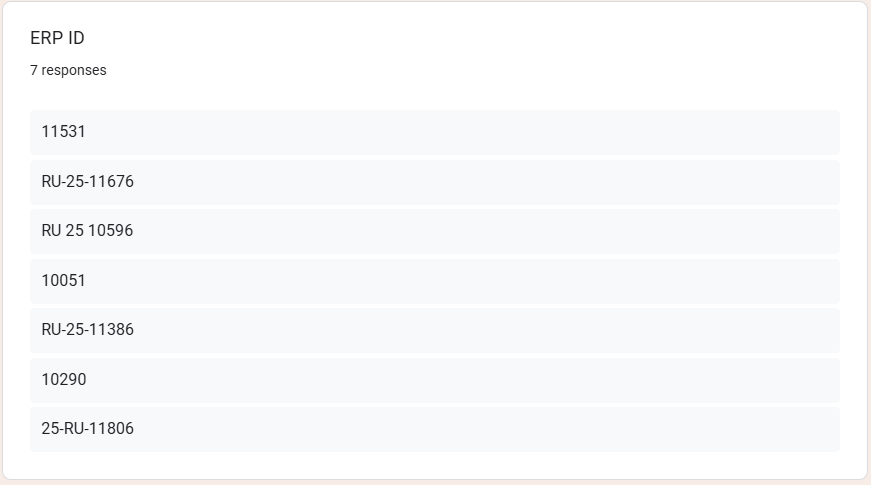 ERP ID
7 responses
11531
RU-25-11676
RU 25 10596
10051
RU-25-11386
10290
25-RU-11806